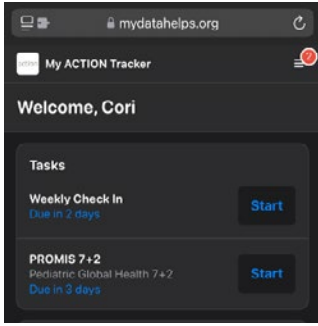 mydatahelps.org
My ACTION Tracker
7
Welcome, Cori
Tasks
Weekly Check In
Due in 2 days
Start
PROMIS 7+2
Pediatric Global Health 7+2
Due in 3 days
Start